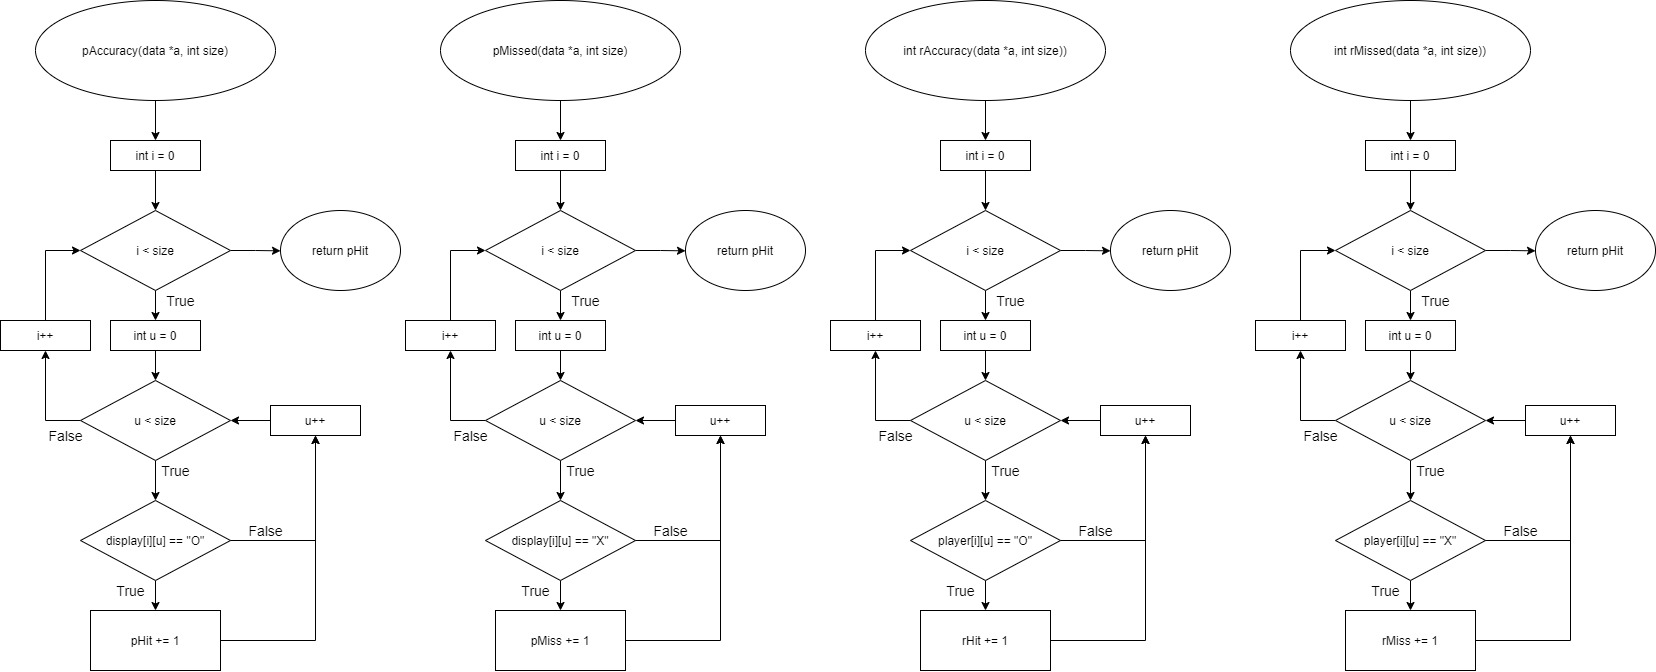 pAccuracy(data *a, int size)
int i = 0
i < size
return pHit
True
i++
int u = 0
u < size
u++
False
True
display[i][u] == "O"
False
True
pHit += 1
pMissed(data *a, int size)
int i = 0
i < size
return pHit
True
i++
int u = 0
u < size
u++
False
True
display[i][u] == "X"
False
True
pMiss += 1
int rAccuracy(data *a, int size))
int i = 0
i < size
return pHit
True
i++
int u = 0
u < size
u++
False
True
player[i][u] == "O"
False
True
rHit += 1
int rMissed(data *a, int size))
int i = 0
i < size
return pHit
True
i++
int u = 0
u < size
u++
False
True
player[i][u] == "X"
False
True
rMiss += 1